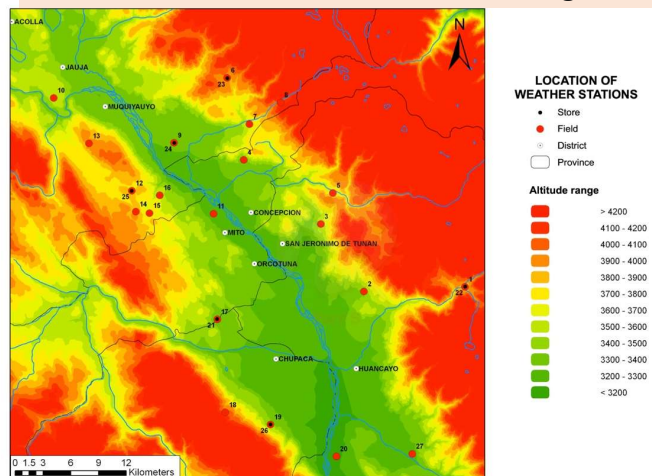 ACOLLA
N
JAUJA
6
23
10
8
MUQUIYAUYO
7
13
9
24
4
12
25
16
5
14
15
11
CONCEPCION
3
MITO
SAN JERONIMO DE TUNAN
ORCOTUNA
1
2
22
17
21
CHUPACA
HUANCAYO
18
19
26
20
27
0 1.5 3 6 9 12
Kilometers
LOCATION OF
WEATHER STATIONS
Store
Field
District
Province
Altitude range
> 4200
4100 - 4200
4000 - 4100
3900 - 4000
3800 - 3900
3700 - 3800
3600 - 3700
3500 - 3600
3400 - 3500
3300 - 3400
3200 - 3300
< 3200